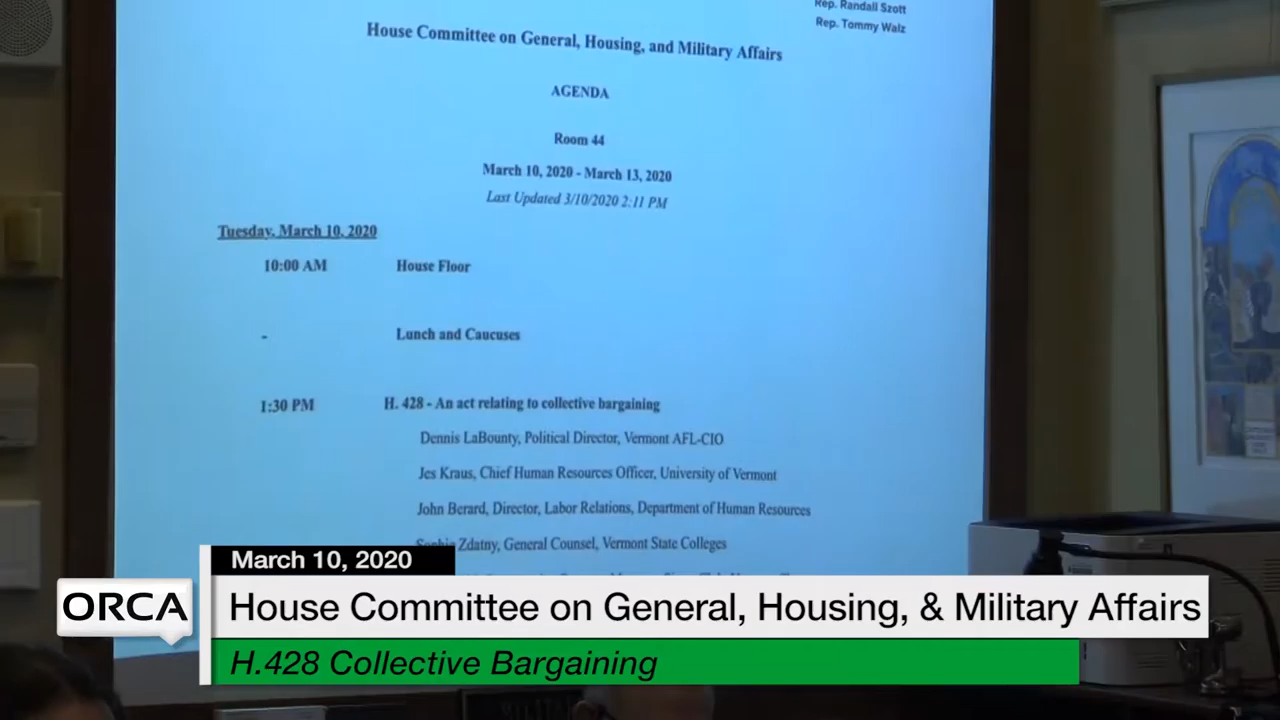 Rep. Randall Szott
Rep. Tommy Walz
House Committee on General, Housing, and Military Affairs
AGENDA
Room 44
March 10, 2020 - March 13, 2020
Last Updated 3/10/2020 2:11 PM
Tuesday, March 10, 2020
10:00 AM House Floor
- Lunch and Caucuses
1:30 PM H. 428 - An act relating to collective bargaining
Dennis LaBounty, Political Director, Vermont AFL-CIO
Jes Kraus, Chief Human Resources Officer, University of Vermont
John Berard, Director, Labor Relations, Department of Human Resources
Sophie Zdatny, General Counsel, Vermont State Colleges
March 10, 2020
ORCA
House Committee on General, Housing, & Military Affairs
H.428 Collective Bargaining